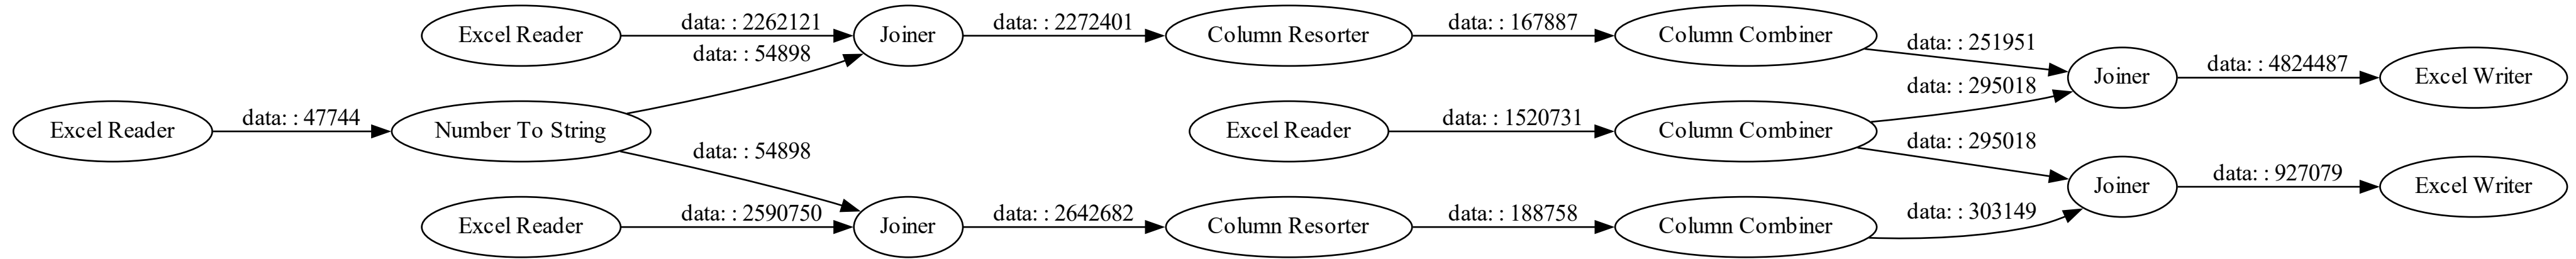 Excel Reader
data: : 2262121
Joiner
data: : 2272401
Column Resorter
data: : 167887
Column Combiner
data: : 251951
data: : 54898
Joiner
data: : 4824487
Excel Writer
data: : 295018
Excel Reader
data: : 47744
Number To String
Excel Reader
data: : 1520731
Column Combiner
data: : 54898
data: : 295018
Joiner
data: : 927079
Excel Writer
Excel Reader
data: : 2590750
Joiner
data: : 2642682
Column Resorter
data: : 188758
Column Combiner
data: : 303149